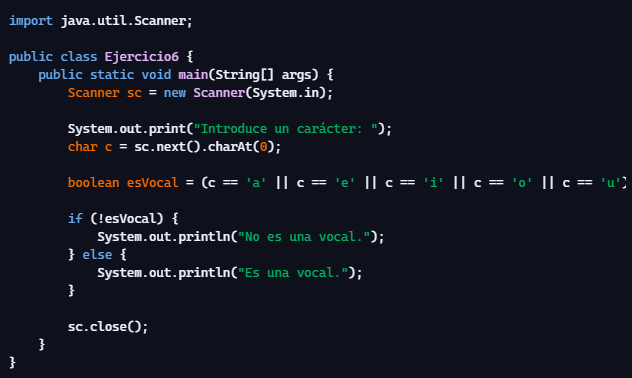 import java.util.Scanner;
public class Ejercicio6 {
public static void main(String[] args) {
Scanner sc = new Scanner(System.in);
System.out.print("Introduce un carácter: ");
char c = sc.next().charAt(0);
boolean esVocal = (c == 'a' || c == 'e' || c == 'i' || c == 'o' || c == 'u')
if (!esVocal) {
System.out.println("No es una vocal.");
} else {
System.out.println("Es una vocal.");
}
sc.close();
}
}